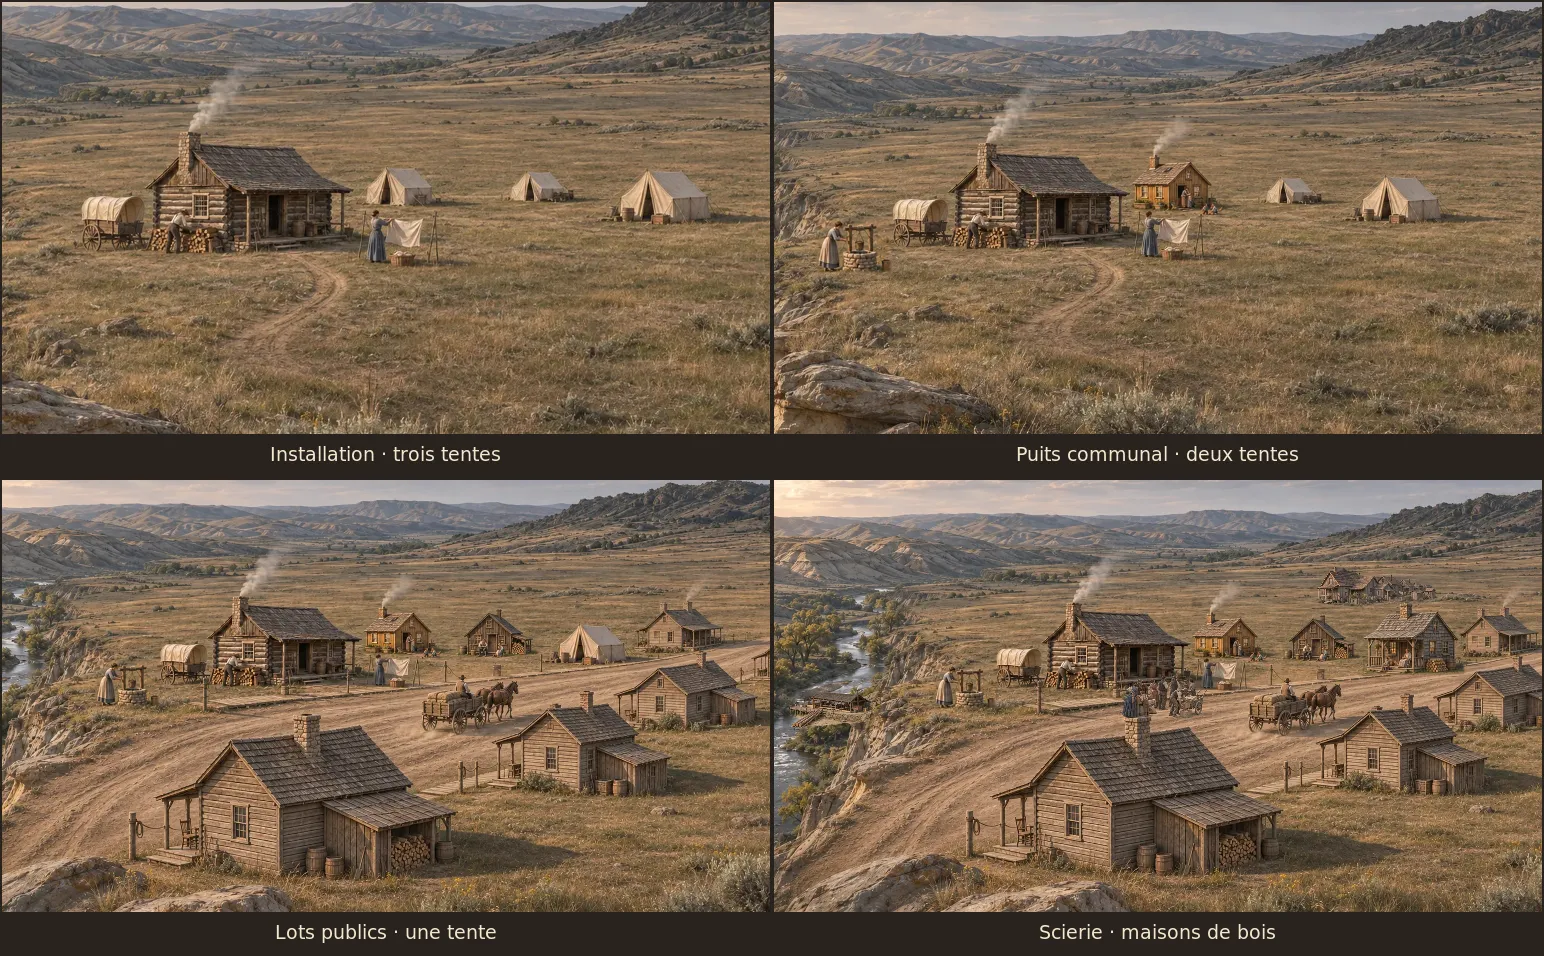 Installation · trois tentes
Puits communal · deux tentes
Lots publics · une tente
Scierie · maisons de bois